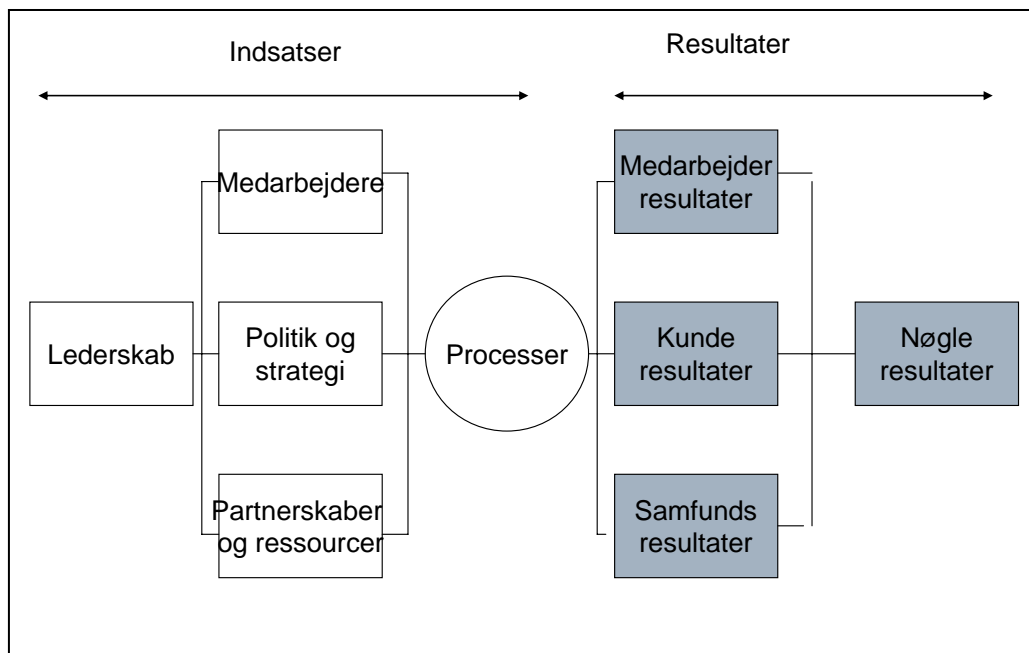 Indsatser
Resultater
Medarbejdere
Medarbejder
resultater
Lederskab
Politik og
strategi
Processer
Kunde
resultater
Nøgle
resultater
Partnerskaber
og ressourcer
Samfunds
resultater